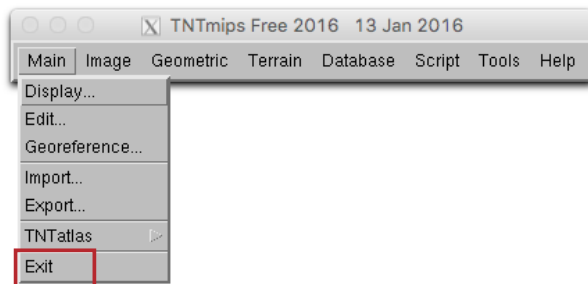 TNTmips Free 2016 13 Jan 2016
Main Image Geometric Terrain Database Script Tools Help
Display...
Edit...
Georeference...
Import...
Export...
TNTatlas
Exit